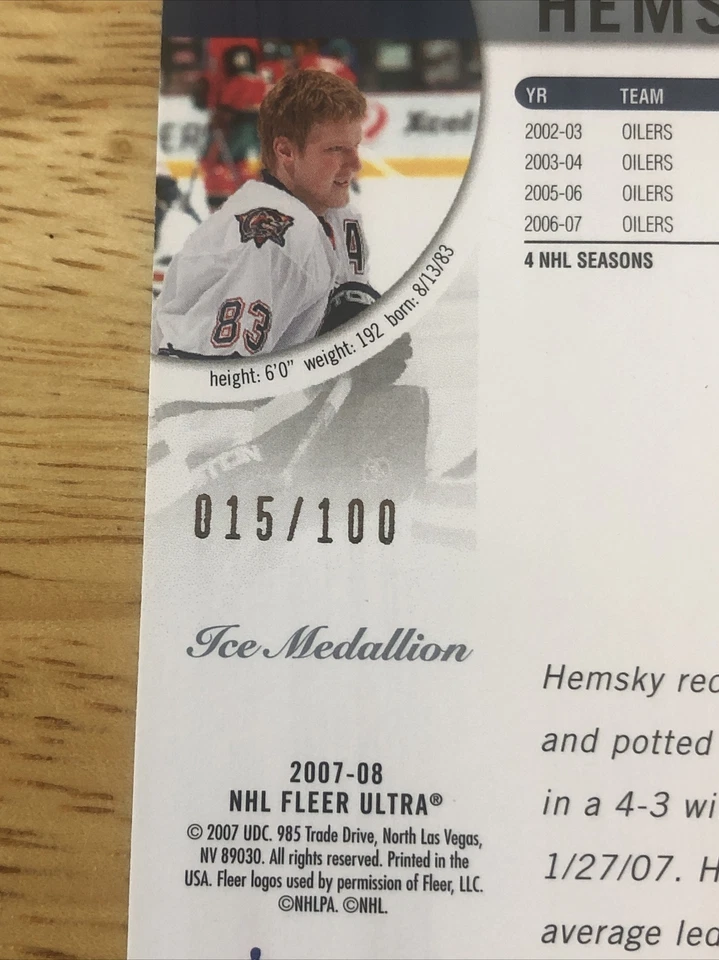 HEMS
YR TEAM
2002-03 OILERS
2003-04 OILERS
2005-06 OILERS
2006-07 OILERS
4 NHL SEASONS
Xcel
A
83
height: 6'0" weight: 192 born: 8/13/83
015/100
Ice Medallion
2007-08
NHL FLEER ULTRA®
© 2007 UDC. 985 Trade Drive, North Las Vegas,
NV 89030. All rights reserved. Printed in the
USA. Fleer logos used by permission of Fleer, LLC.
©NHLPA. ©NHL.
Hemsky rec
and potted
in a 4-3 wi
1/27/07. H
average led